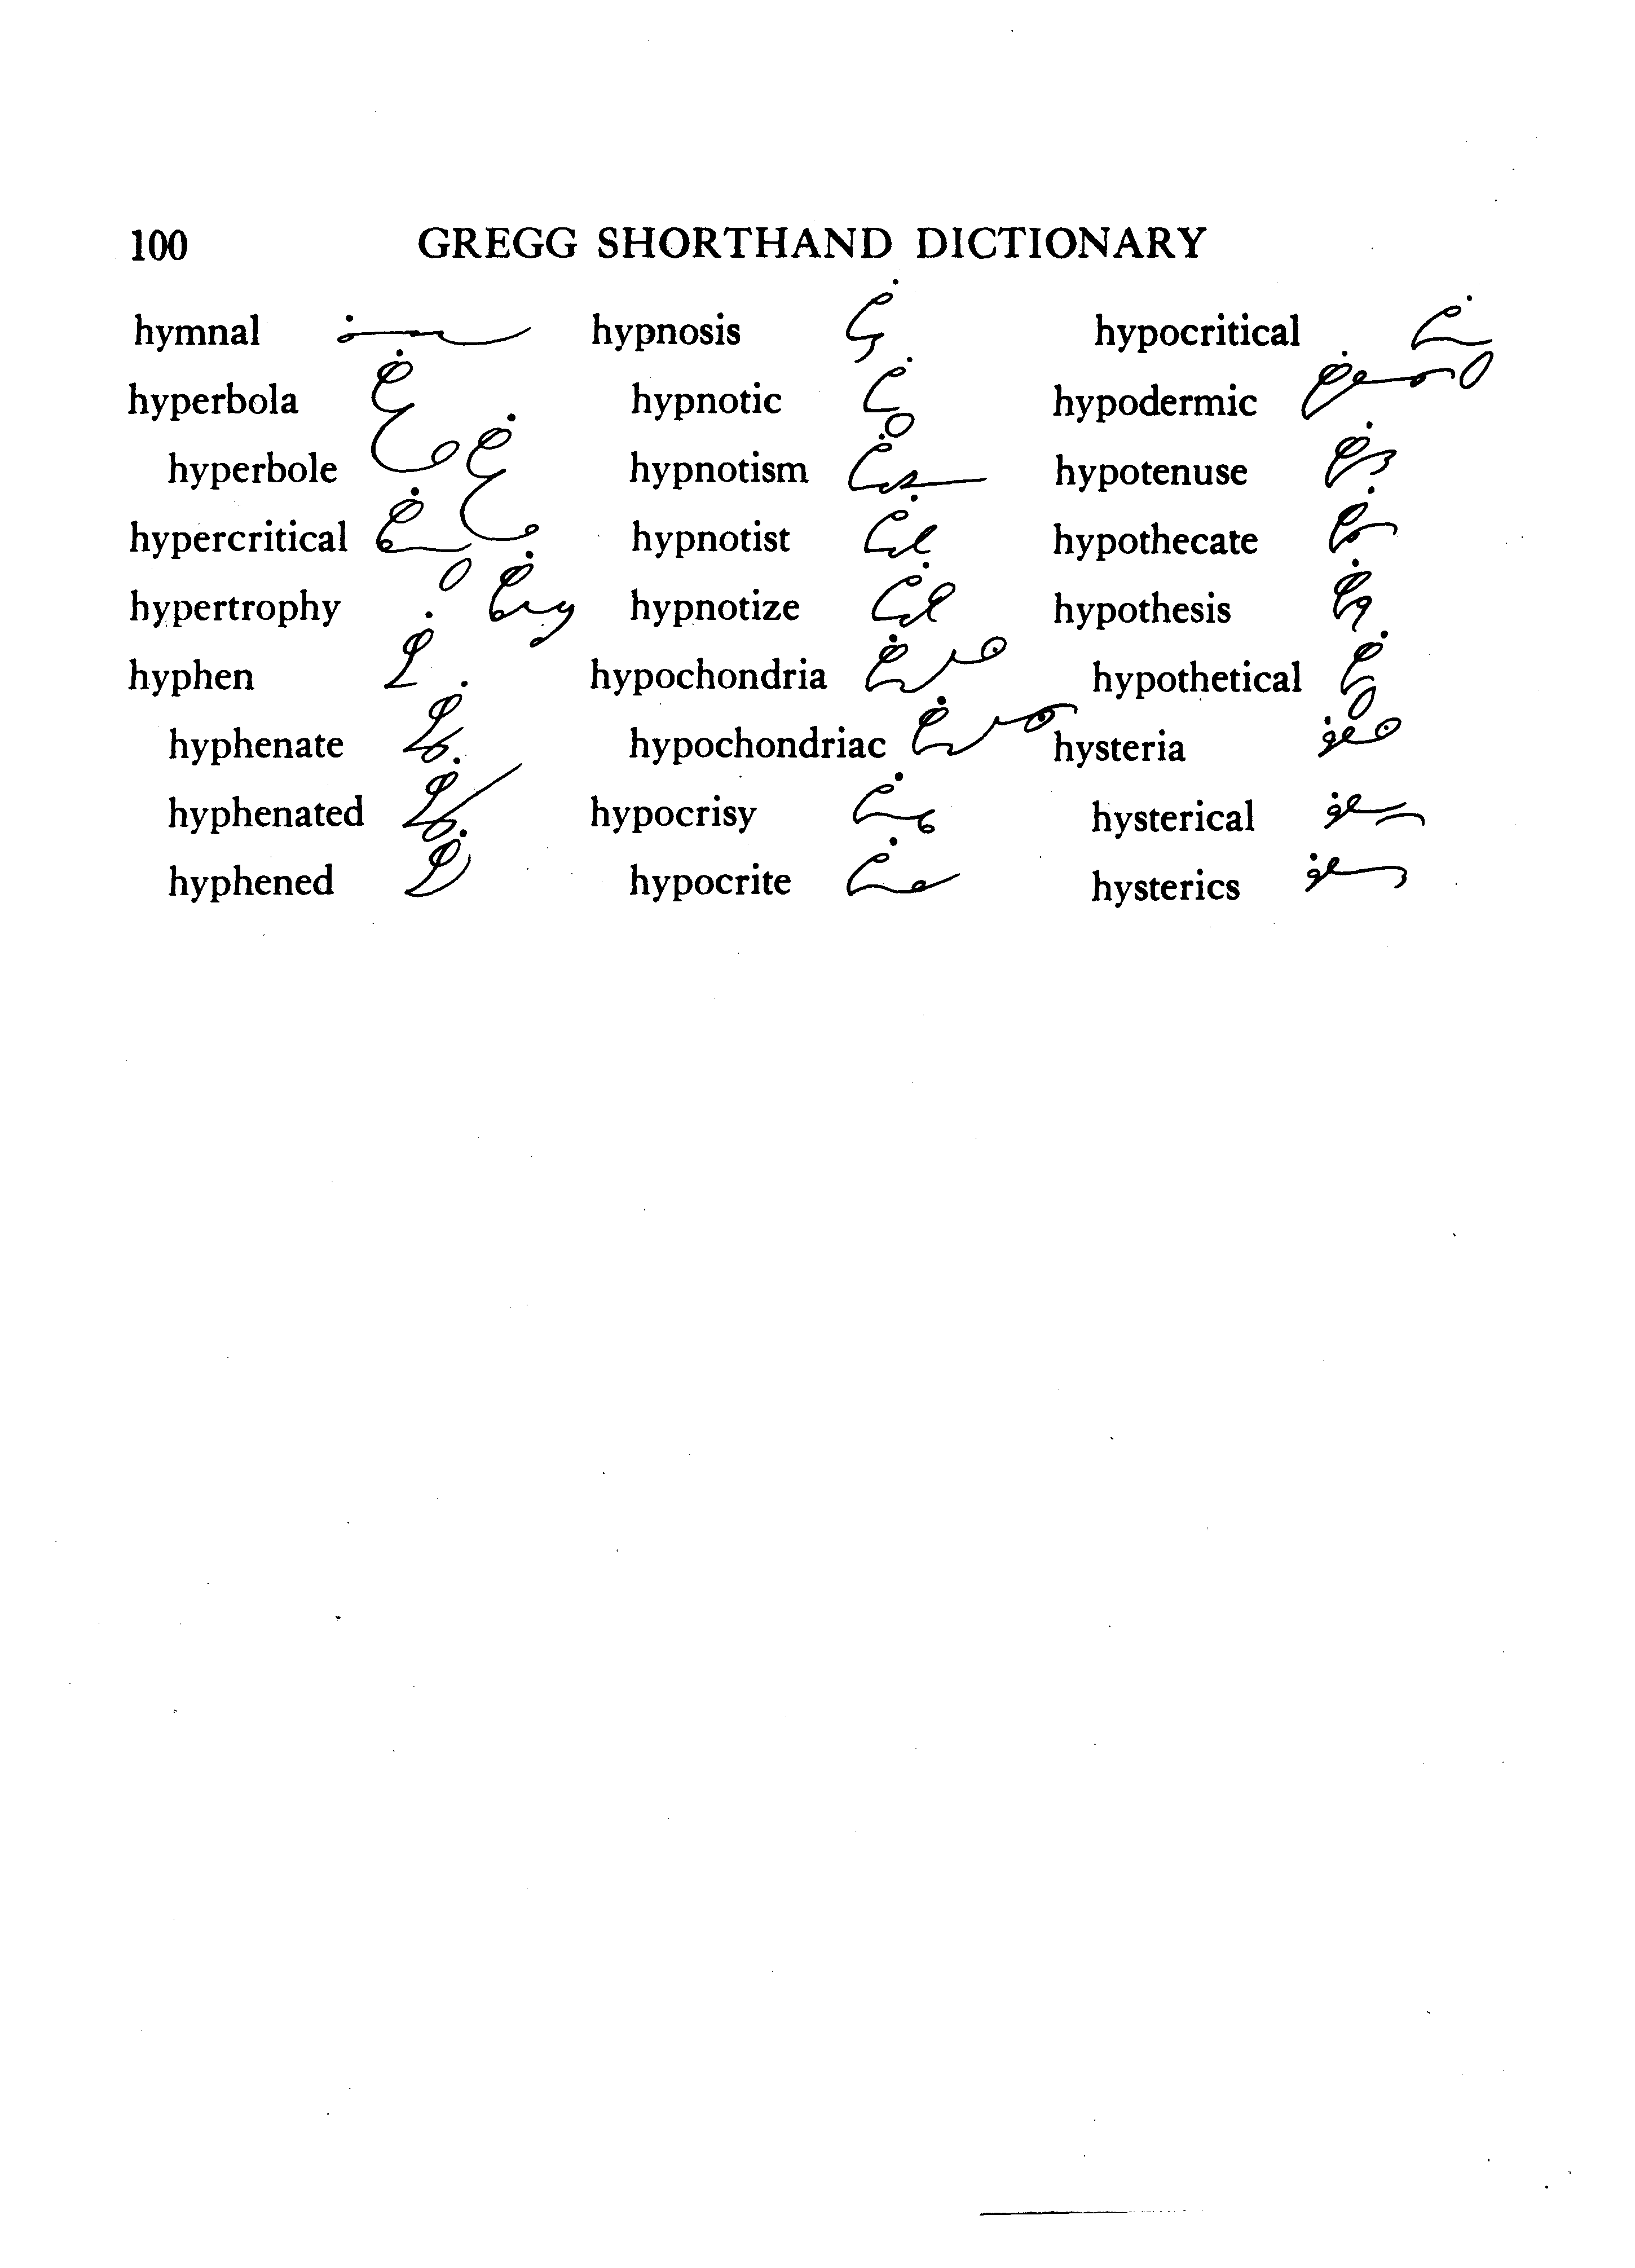 100 GREGG SHORTHAND DICTIONARY
hymnal
hyperbola
hyperbole
hypercritical
hypertrophy
hyphen
hyphenate
hyphenated
hyphened
hypnosis
hypnotic
hypnotism
hypnotist
hypnotize
hypochondria
hypochondriac
hypocrisy
hypocrite
hypocritical
hypodermic
hypotenuse
hypothecate
hypothesis
hypothetical
hysteria
hysterical
hysterics